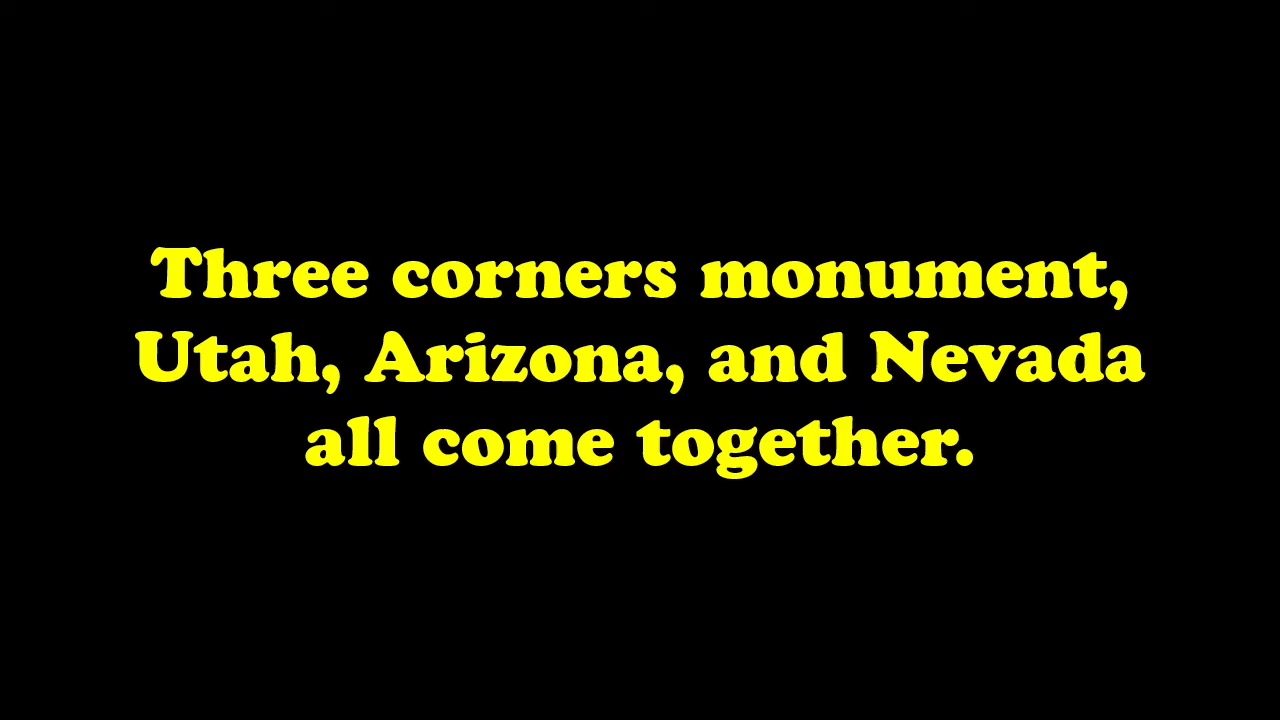 Three corners monument,
Utah, Arizona, and Nevada
all come together.